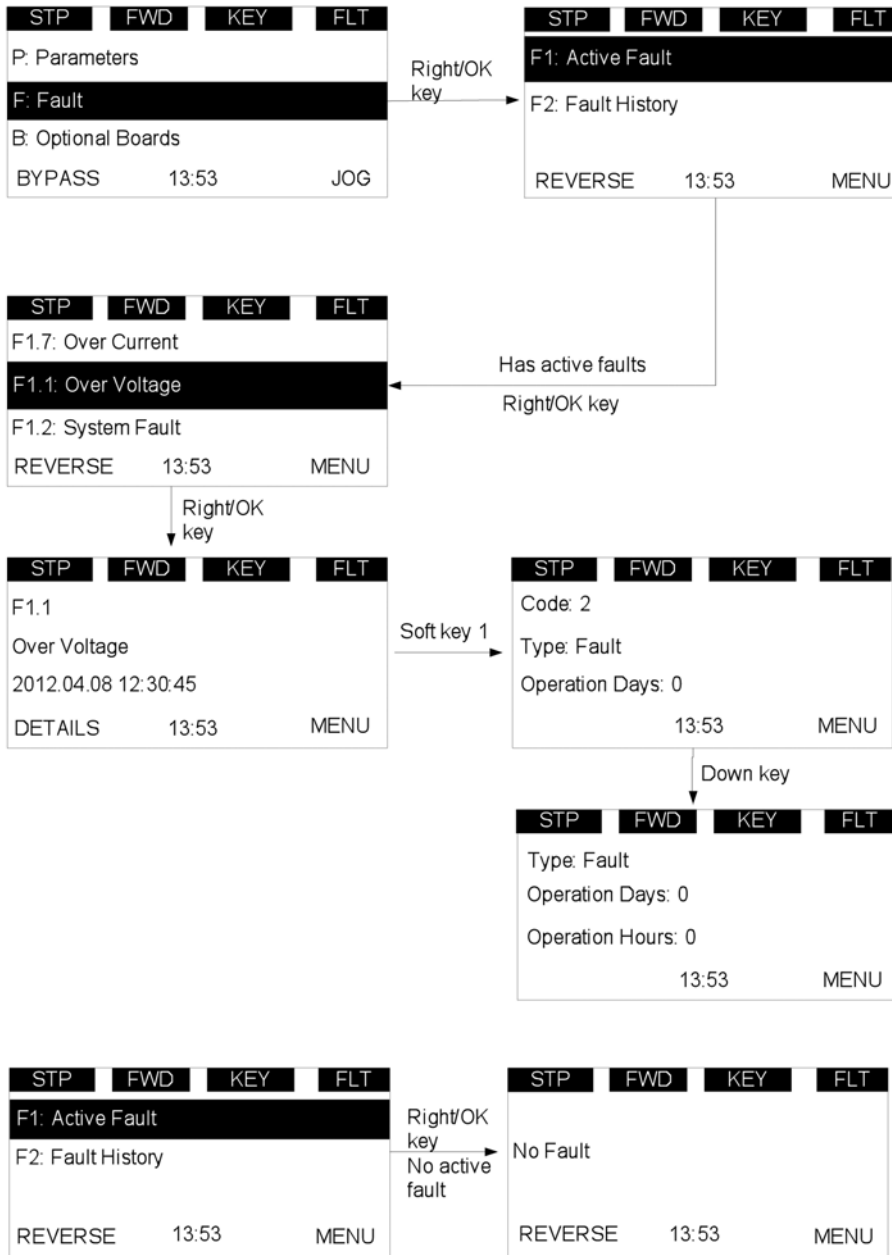 STP FWD KEY FLT
P: Parameters
F: Fault
B: Optional Boards
BYPASS 13:53 JOG
Right/OK
key
STP FWD KEY FLT
F1: Active Fault
F2: Fault History
REVERSE 13:53 MENU
Has active faults
Right/OK key
STP FWD KEY FLT
F1.7: Over Current
F1.1: Over Voltage
F1.2: System Fault
REVERSE 13:53 MENU
Right/OK
key
STP FWD KEY FLT
F1.1
Over Voltage
2012.04.08 12:30:45
DETAILS 13:53 MENU
Soft key 1
STP FWD KEY FLT
Code: 2
Type: Fault
Operation Days: 0
13:53 MENU
Down key
STP FWD KEY FLT
Type: Fault
Operation Days: 0
Operation Hours: 0
13:53 MENU
STP FWD KEY FLT
F1: Active Fault
F2: Fault History
REVERSE 13:53 MENU
Right/OK
key
No active
fault
STP FWD KEY FLT
No Fault
REVERSE 13:53 MENU